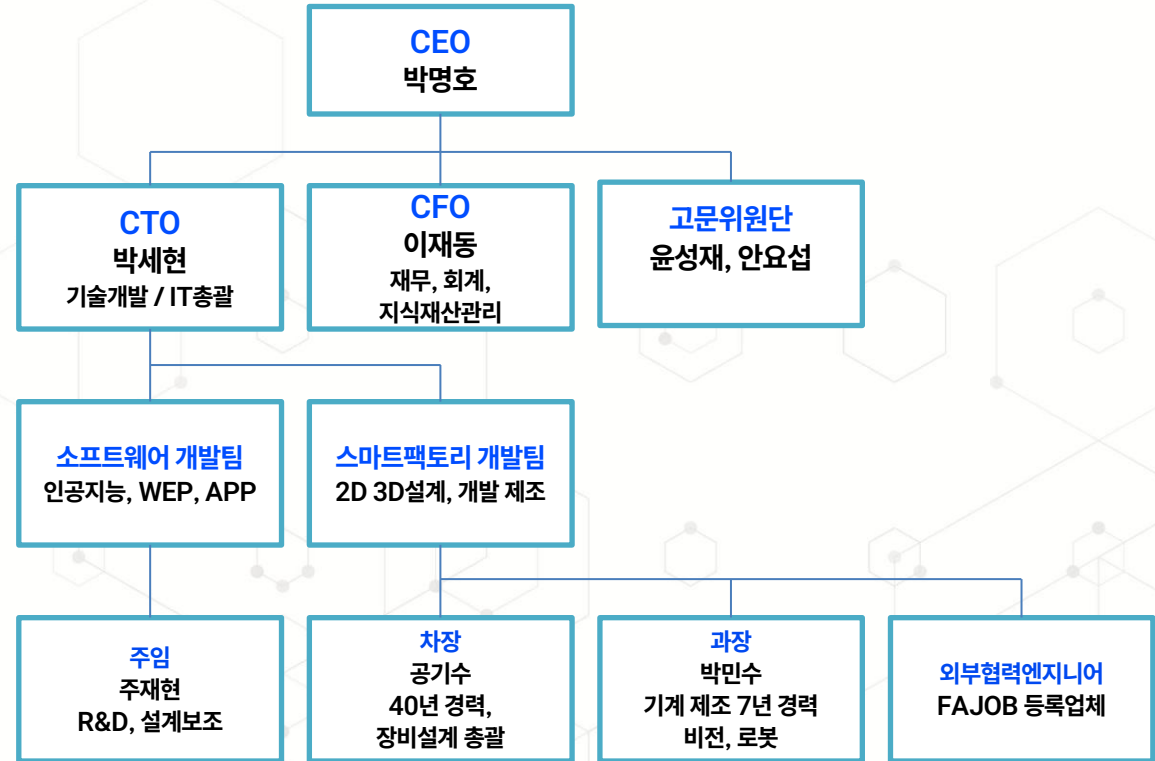 CEO
박명호
CTO
박세현
기술개발 / IT총괄
CFO
이재동
재무, 회계,
지식재산관리
고문위원단
윤성재, 안요섭
소프트웨어 개발팀
인공지능, WEP, APP
스마트팩토리 개발팀
2D 3D설계, 개발 제조
주임
주재현
R&D, 설계보조
차장
공기수
40년 경력,
장비설계 총괄
과장
박민수
기계 제조 7년 경력
비전, 로봇
외부협력엔지니어
FAJOB 등록업체